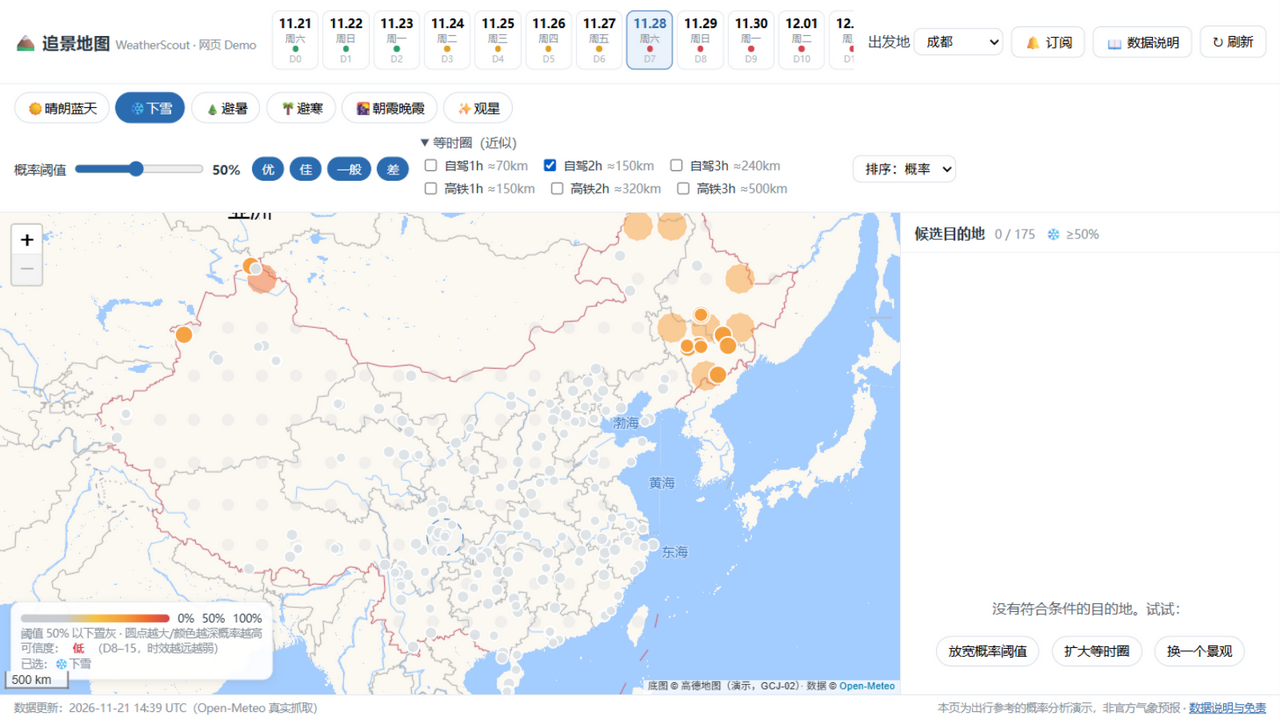 追景地图 WeatherScout · 网页 Demo
11.21 周六 D0
11.22 周日 D1
11.23 周一 D2
11.24 周二 D3
11.25 周三 D4
11.26 周四 D5
11.27 周五 D6
11.28 周六 D7
11.29 周日 D8
11.30 周一 D9
12.01 周二 D10
出发地 成都
订阅
数据说明
↻ 刷新
晴朗蓝天
下雪
避暑
避寒
朝霞晚霞
观星
概率阈值 50%
优 佳 一般 差
▼ 等时圈（近似）
自驾1h ≈70km 自驾2h ≈150km 自驾3h ≈240km
高铁1h ≈150km 高铁2h ≈320km 高铁3h ≈500km
排序：概率
+
−
渤海
黄海
东海
0% 50% 100%
阈值 50% 以下置灰 · 圆点越大/颜色越深概率越高
可信度： 低 （D8–15，时效越远越弱）
已选： 下雪
500 km
底图 © 高德地图（演示，GCJ-02）· 数据 © Open-Meteo
候选目的地 0 / 175 ≥50%
没有符合条件的目的地。试试：
放宽概率阈值
扩大等时圈
换一个景观
数据更新：2026-11-21 14:39 UTC（Open-Meteo 真实抓取）
本页为出行参考的概率分析演示，非官方气象预报 · 数据说明与免责